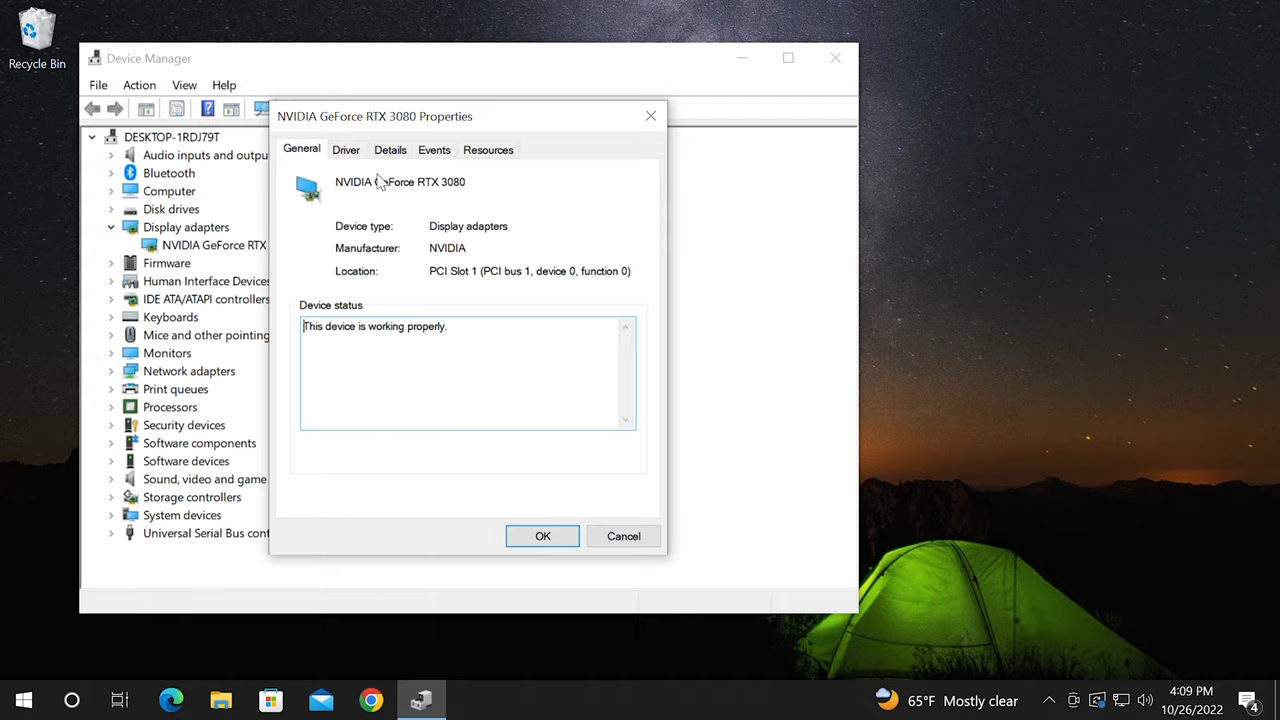 Recycle Bin
Device Manager
File Action View Help
NVIDIA GeForce RTX 3080 Properties
DESKTOP-1RDJ79T
Audio inputs and outpu
Bluetooth
Computer
Disk drives
Display adapters
NVIDIA GeForce RTX
Firmware
Human Interface Devices
IDE ATA/ATAPI controllers
Keyboards
Mice and other pointing
Monitors
Network adapters
Print queues
Processors
Security devices
Software components
Software devices
Sound, video and game
Storage controllers
System devices
Universal Serial Bus cont
General Driver Details Events Resources
NVIDIA GeForce RTX 3080
Device type: Display adapters
Manufacturer: NVIDIA
Location: PCI Slot 1 (PCI bus 1, device 0, function 0)
Device status
This device is working properly.
OK Cancel
65°F Mostly clear
4:09 PM
10/26/2022
4